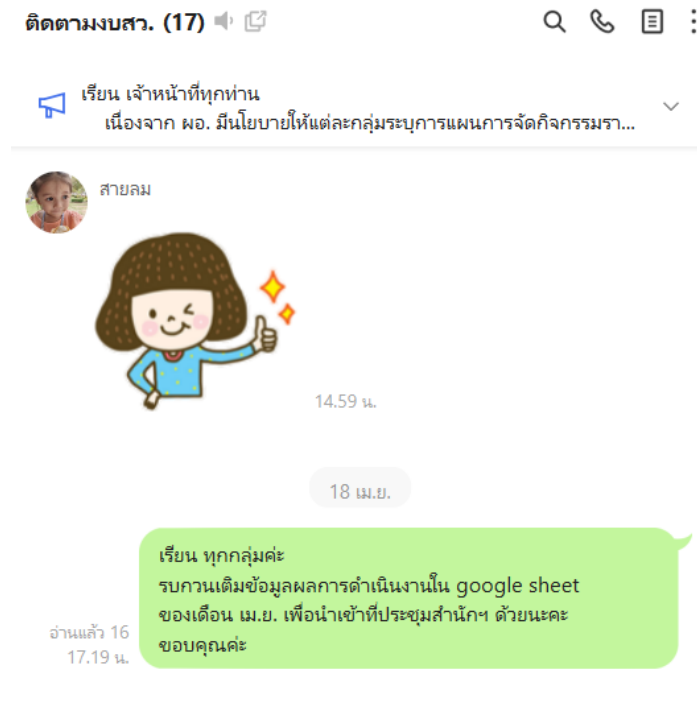 ติดตามงบสว. (17)
เรียน เจ้าหน้าที่ทุกท่าน
เนื่องจาก ผอ. มีนโยบายให้แต่ละกลุ่มระบุการแผนการจัดกิจกรรมรา...
สายลม
14.59 น.
18 เม.ย.
เรียน ทุกกลุ่มค่ะ
รบกวนเติมข้อมูลผลการดำเนินงานใน google sheet
ของเดือน เม.ย. เพื่อนำเข้าที่ประชุมสำนักฯ ด้วยนะคะ
ขอบคุณค่ะ
อ่านแล้ว 16
17.19 น.